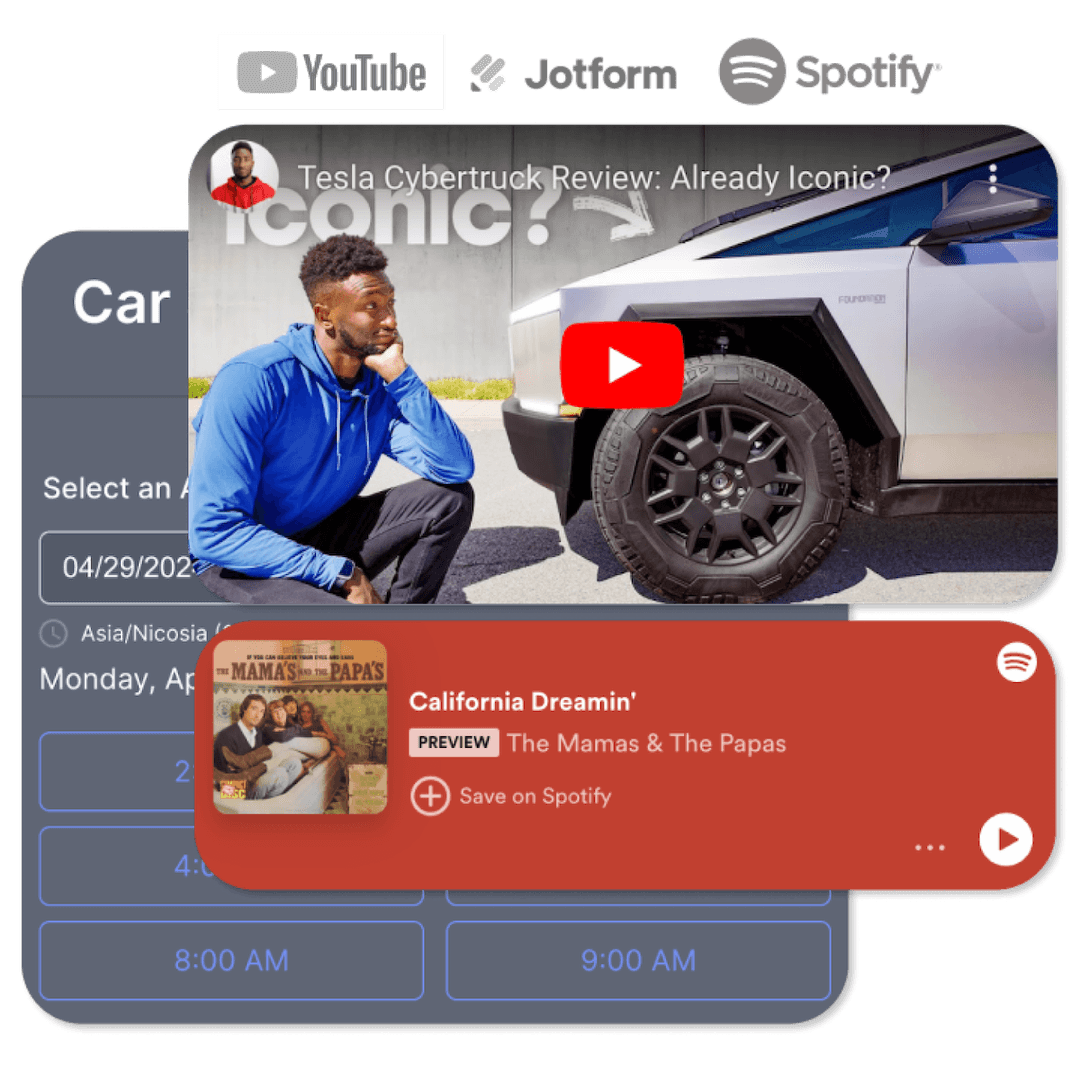 YouTube Jotform Spotify
Tesla Cybertruck Review: Already Iconic?
iconic?
FOUNDATION
Car
Select an A
04/29/202
Asia/Nicosia (
Monday, Ap
2:
4:0
8:00 AM 9:00 AM
IF YOU CAN BELIEVE YOUR EYES AND EARS
THE MAMA'S AND THE PAPA'S
California Dreamin'
PREVIEW The Mamas & The Papas
Save on Spotify